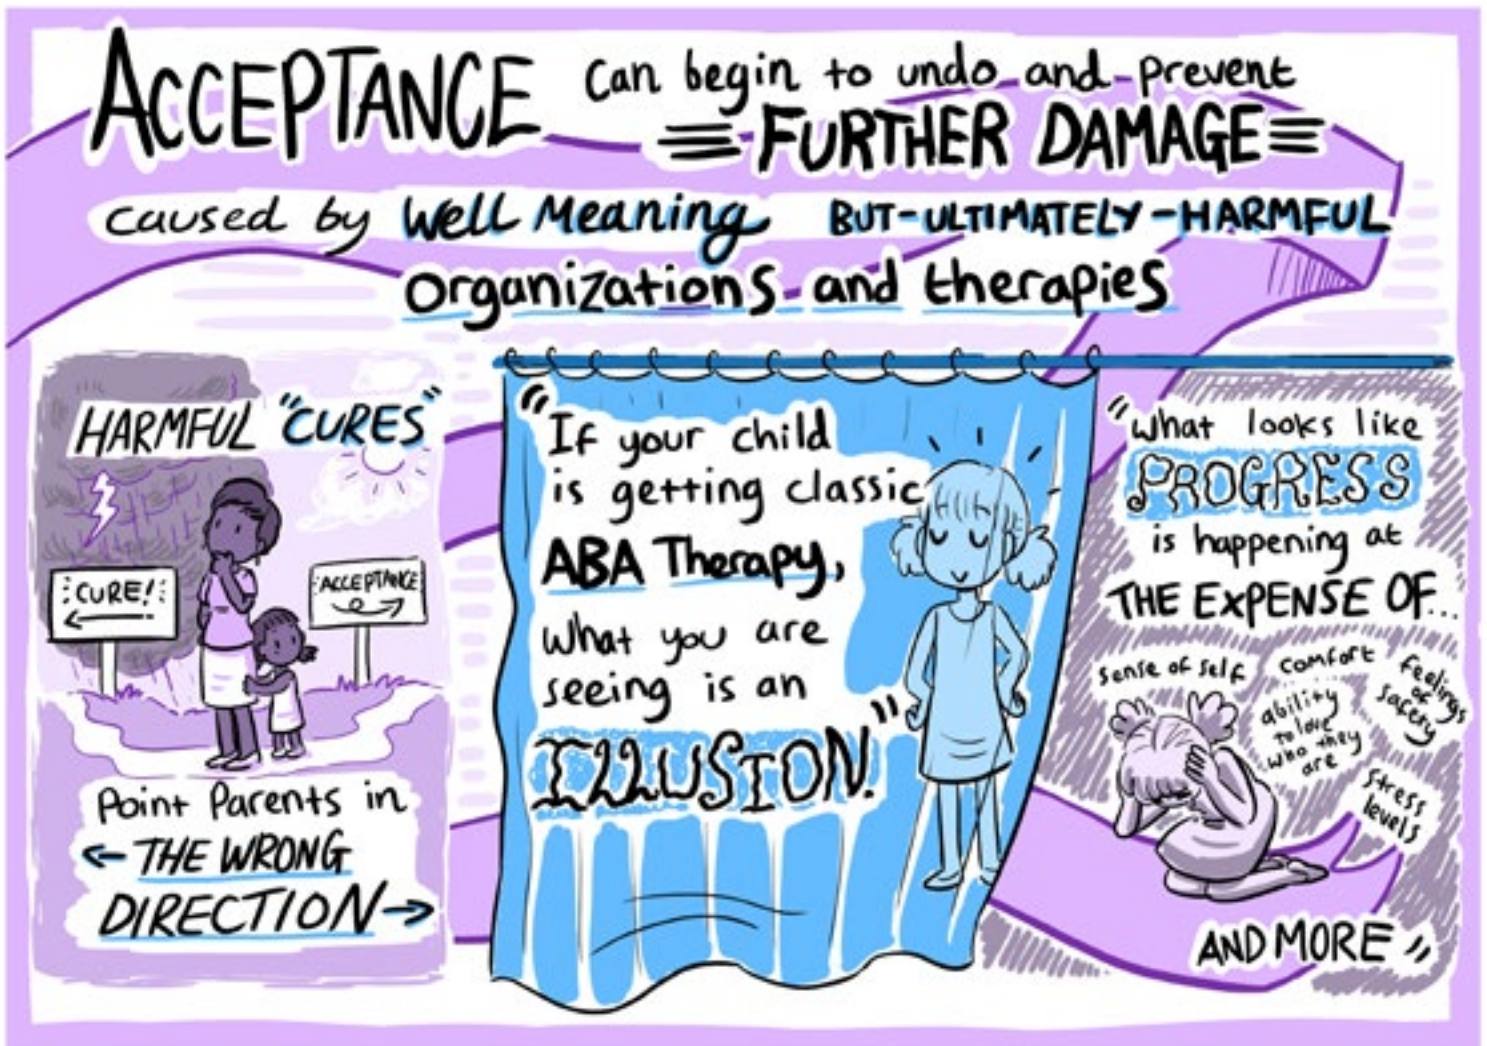 ACCEPTANCE can begin to undo and prevent
FURTHER DAMAGE
caused by Well Meaning BUT-ULTIMATELY-HARMFUL
organizations and therapies
HARMFUL "CURES"
CURE!
ACCEPTANCE
Point Parents in
THE WRONG
DIRECTION
"If your child
is getting classic
ABA Therapy,
what you are
seeing is an
ILLUSION."
"What looks like
PROGRESS
is happening at
THE EXPENSE OF...
sense of self
comfort
feelings
of
safety
ability
to love
who they
are
stress
levels
AND MORE"